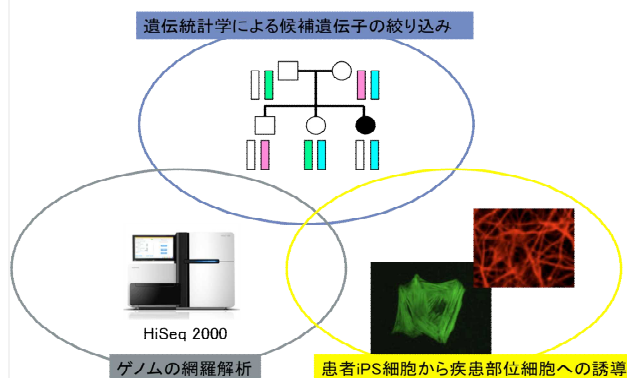 遺伝統計学による候補遺伝子の絞り込み
HiSeq 2000
ゲノムの網羅解析
患者iPS細胞から疾患部位細胞への誘導